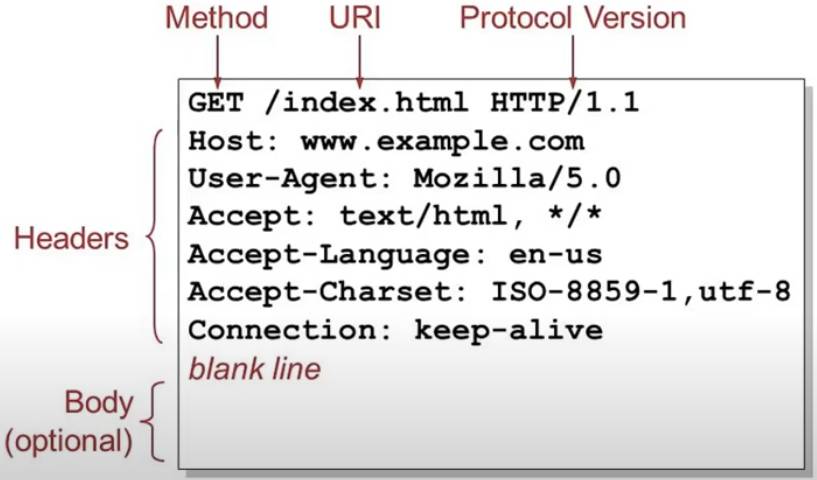 Method URI Protocol Version
GET /index.html HTTP/1.1
Host: www.example.com
User-Agent: Mozilla/5.0
Accept: text/html, */*
Accept-Language: en-us
Headers
Accept-Charset: ISO-8859-1,utf-8
Connection: keep-alive
blank line
Body
(optional)